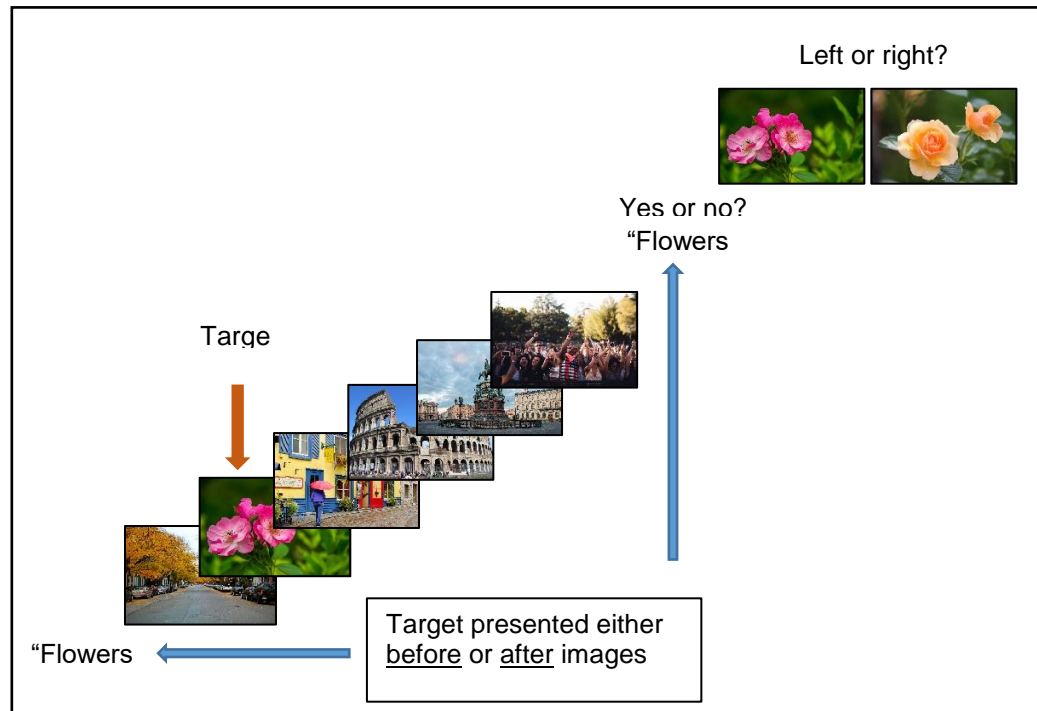 Left or right?
Yes or no?
“Flowers
Targe
Target presented either
before or after images
“Flowers